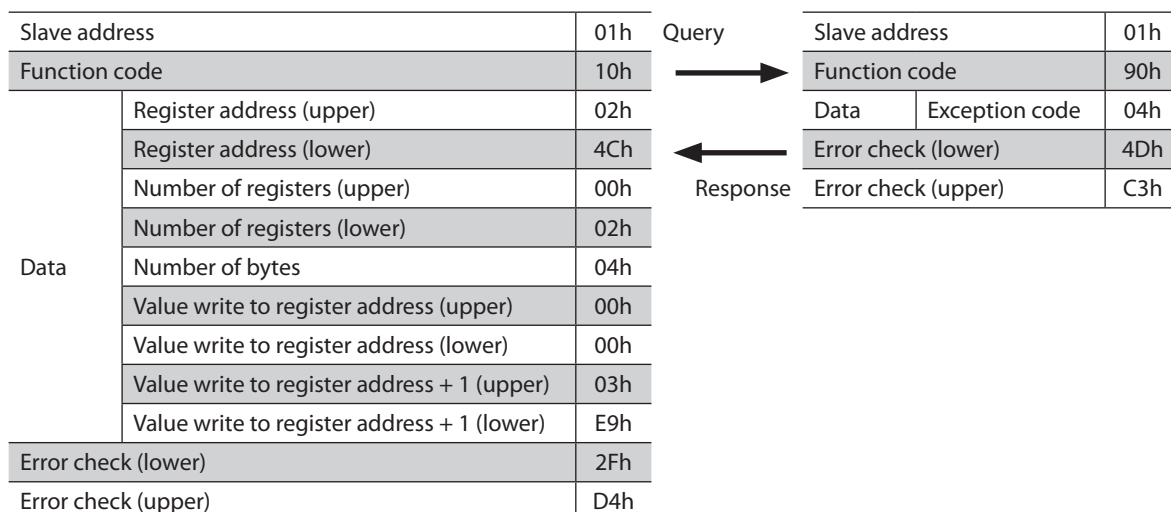 Slave address 01h Query Slave address 01h
Function code 10h Function code 90h
Register address (upper) 02h Data Exception code 04h
Register address (lower) 4Ch Error check (lower) 4Dh
Number of registers (upper) 00h Response Error check (upper) C3h
Number of registers (lower) 02h
Data Number of bytes 04h
Value write to register address (upper) 00h
Value write to register address (lower) 00h
Value write to register address + 1 (upper) 03h
Value write to register address + 1 (lower) E9h
Error check (lower) 2Fh
Error check (upper) D4h